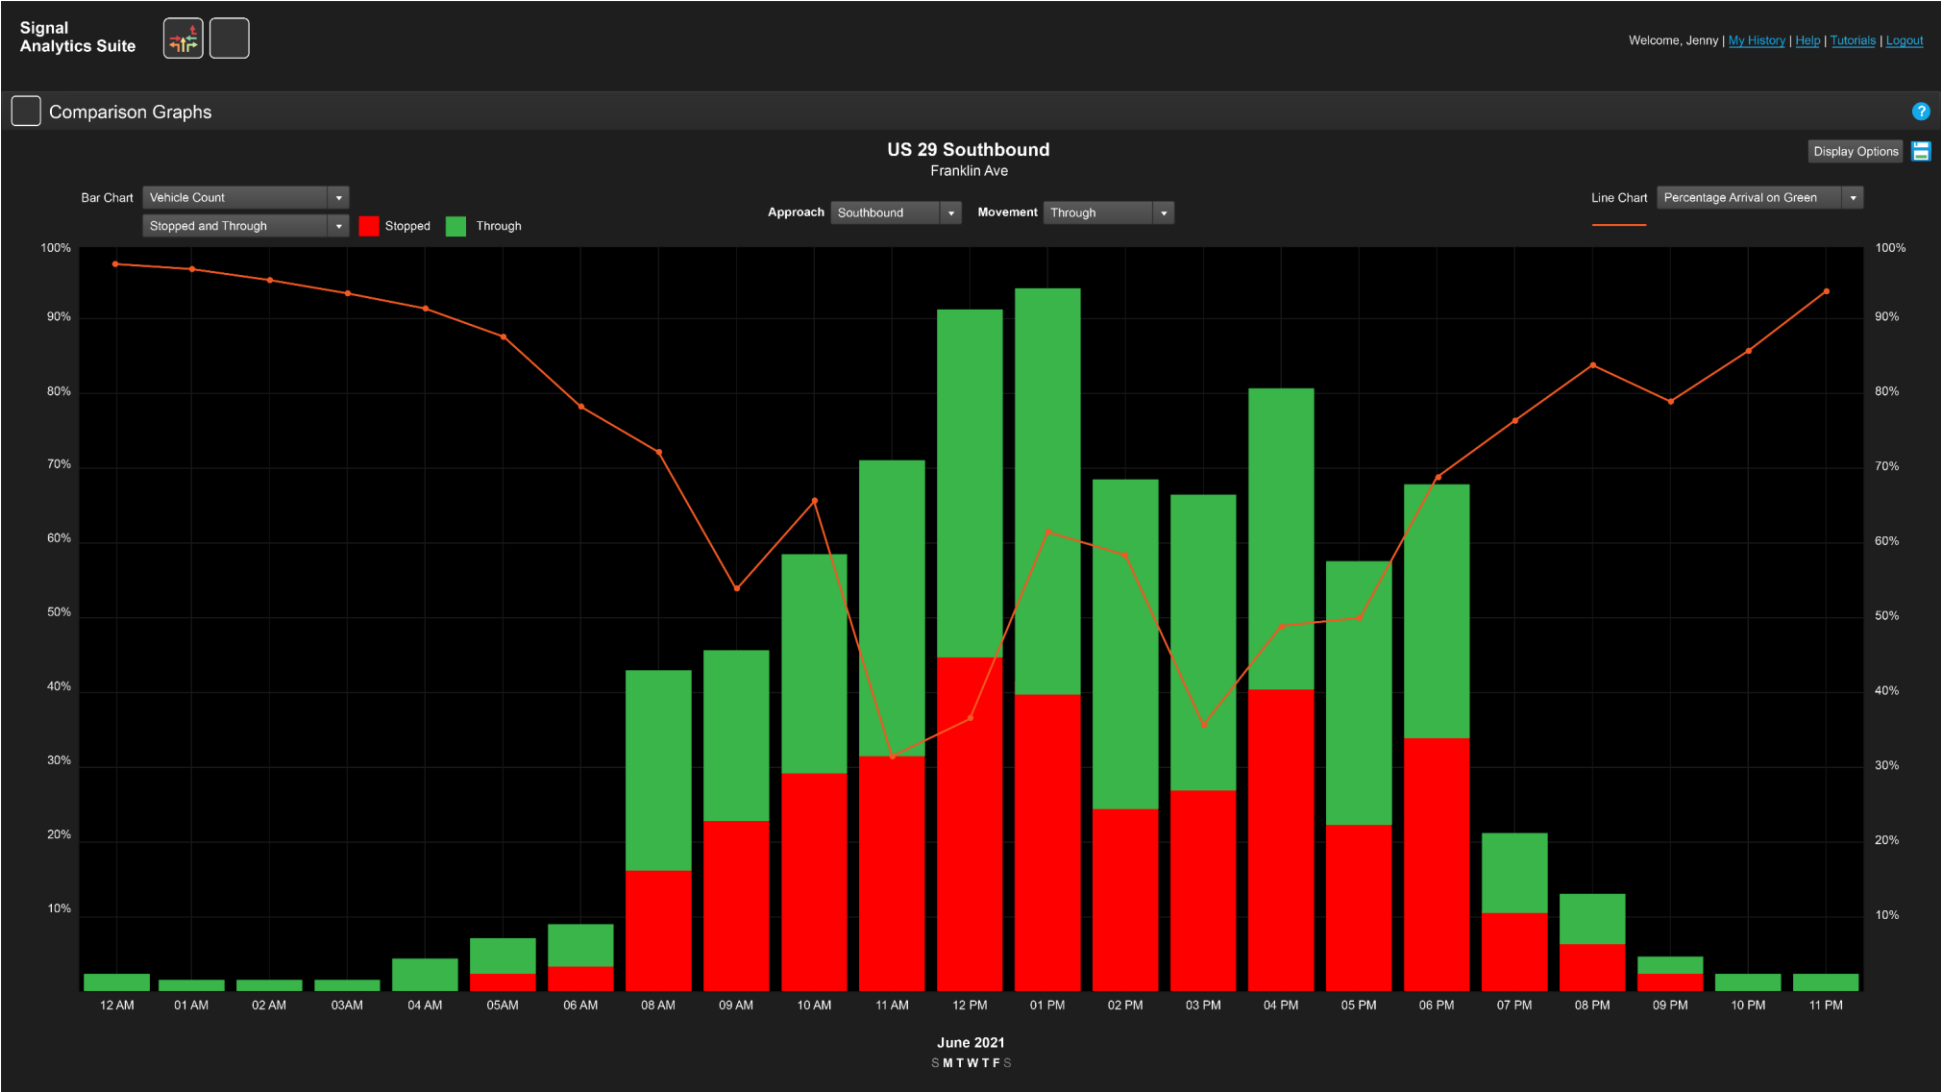 Signal
Analytics Suite
Welcome, Jenny | My History | Help | Tutorials | Logout
Comparison Graphs
?
US 29 Southbound
Franklin Ave
Display Options
Bar Chart Vehicle Count
Stopped and Through Stopped Through
Approach Southbound Movement Through
Line Chart Percentage Arrival on Green
100% 100%
90% 90%
80% 80%
70% 70%
60% 60%
50% 50%
40% 40%
30% 30%
20% 20%
10% 10%
12 AM 01 AM 02 AM 03AM 04 AM 05AM 06 AM 08 AM 09 AM 10 AM 11 AM 12 PM 01 PM 02 PM 03 PM 04 PM 05 PM 06 PM 07 PM 08 PM 09 PM 10 PM 11 PM
June 2021
S M T W T F S